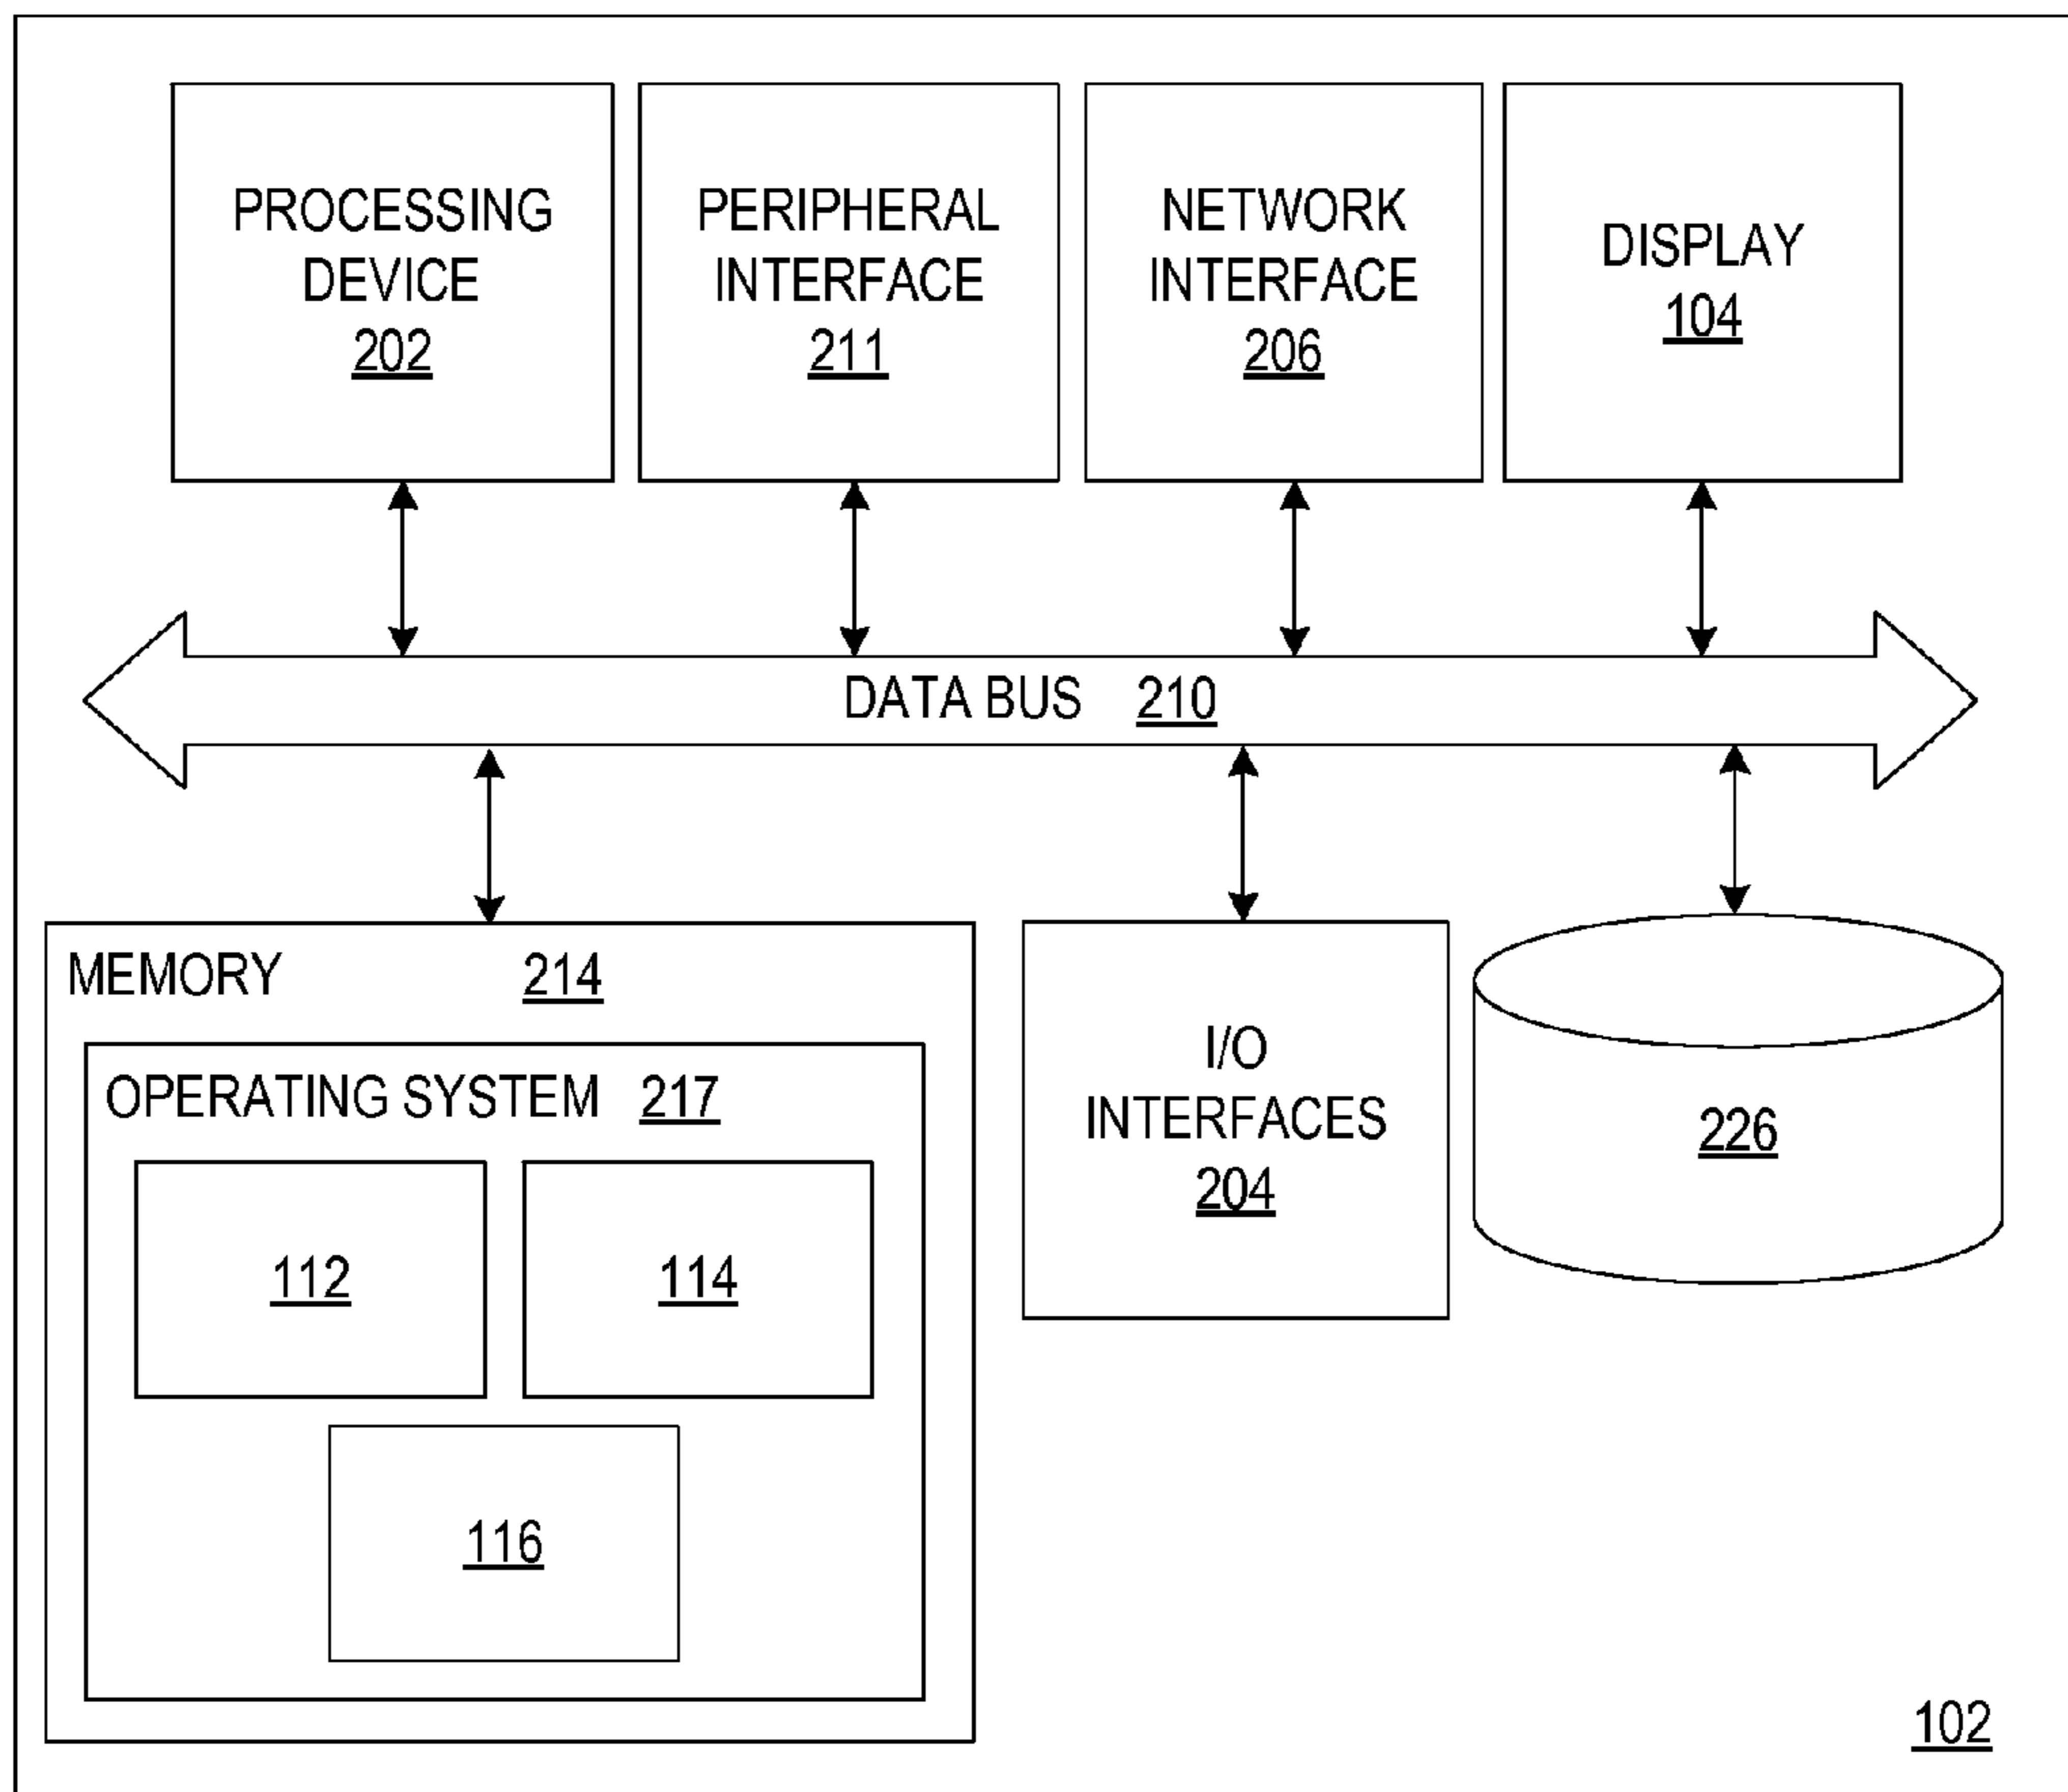 PROCESSING
DEVICE
202
PERIPHERAL
INTERFACE
211
NETWORK
INTERFACE
206
DISPLAY
104
DATA BUS 210
MEMORY 214
OPERATING SYSTEM 217
112
114
116
I/O
INTERFACES
204
226
102